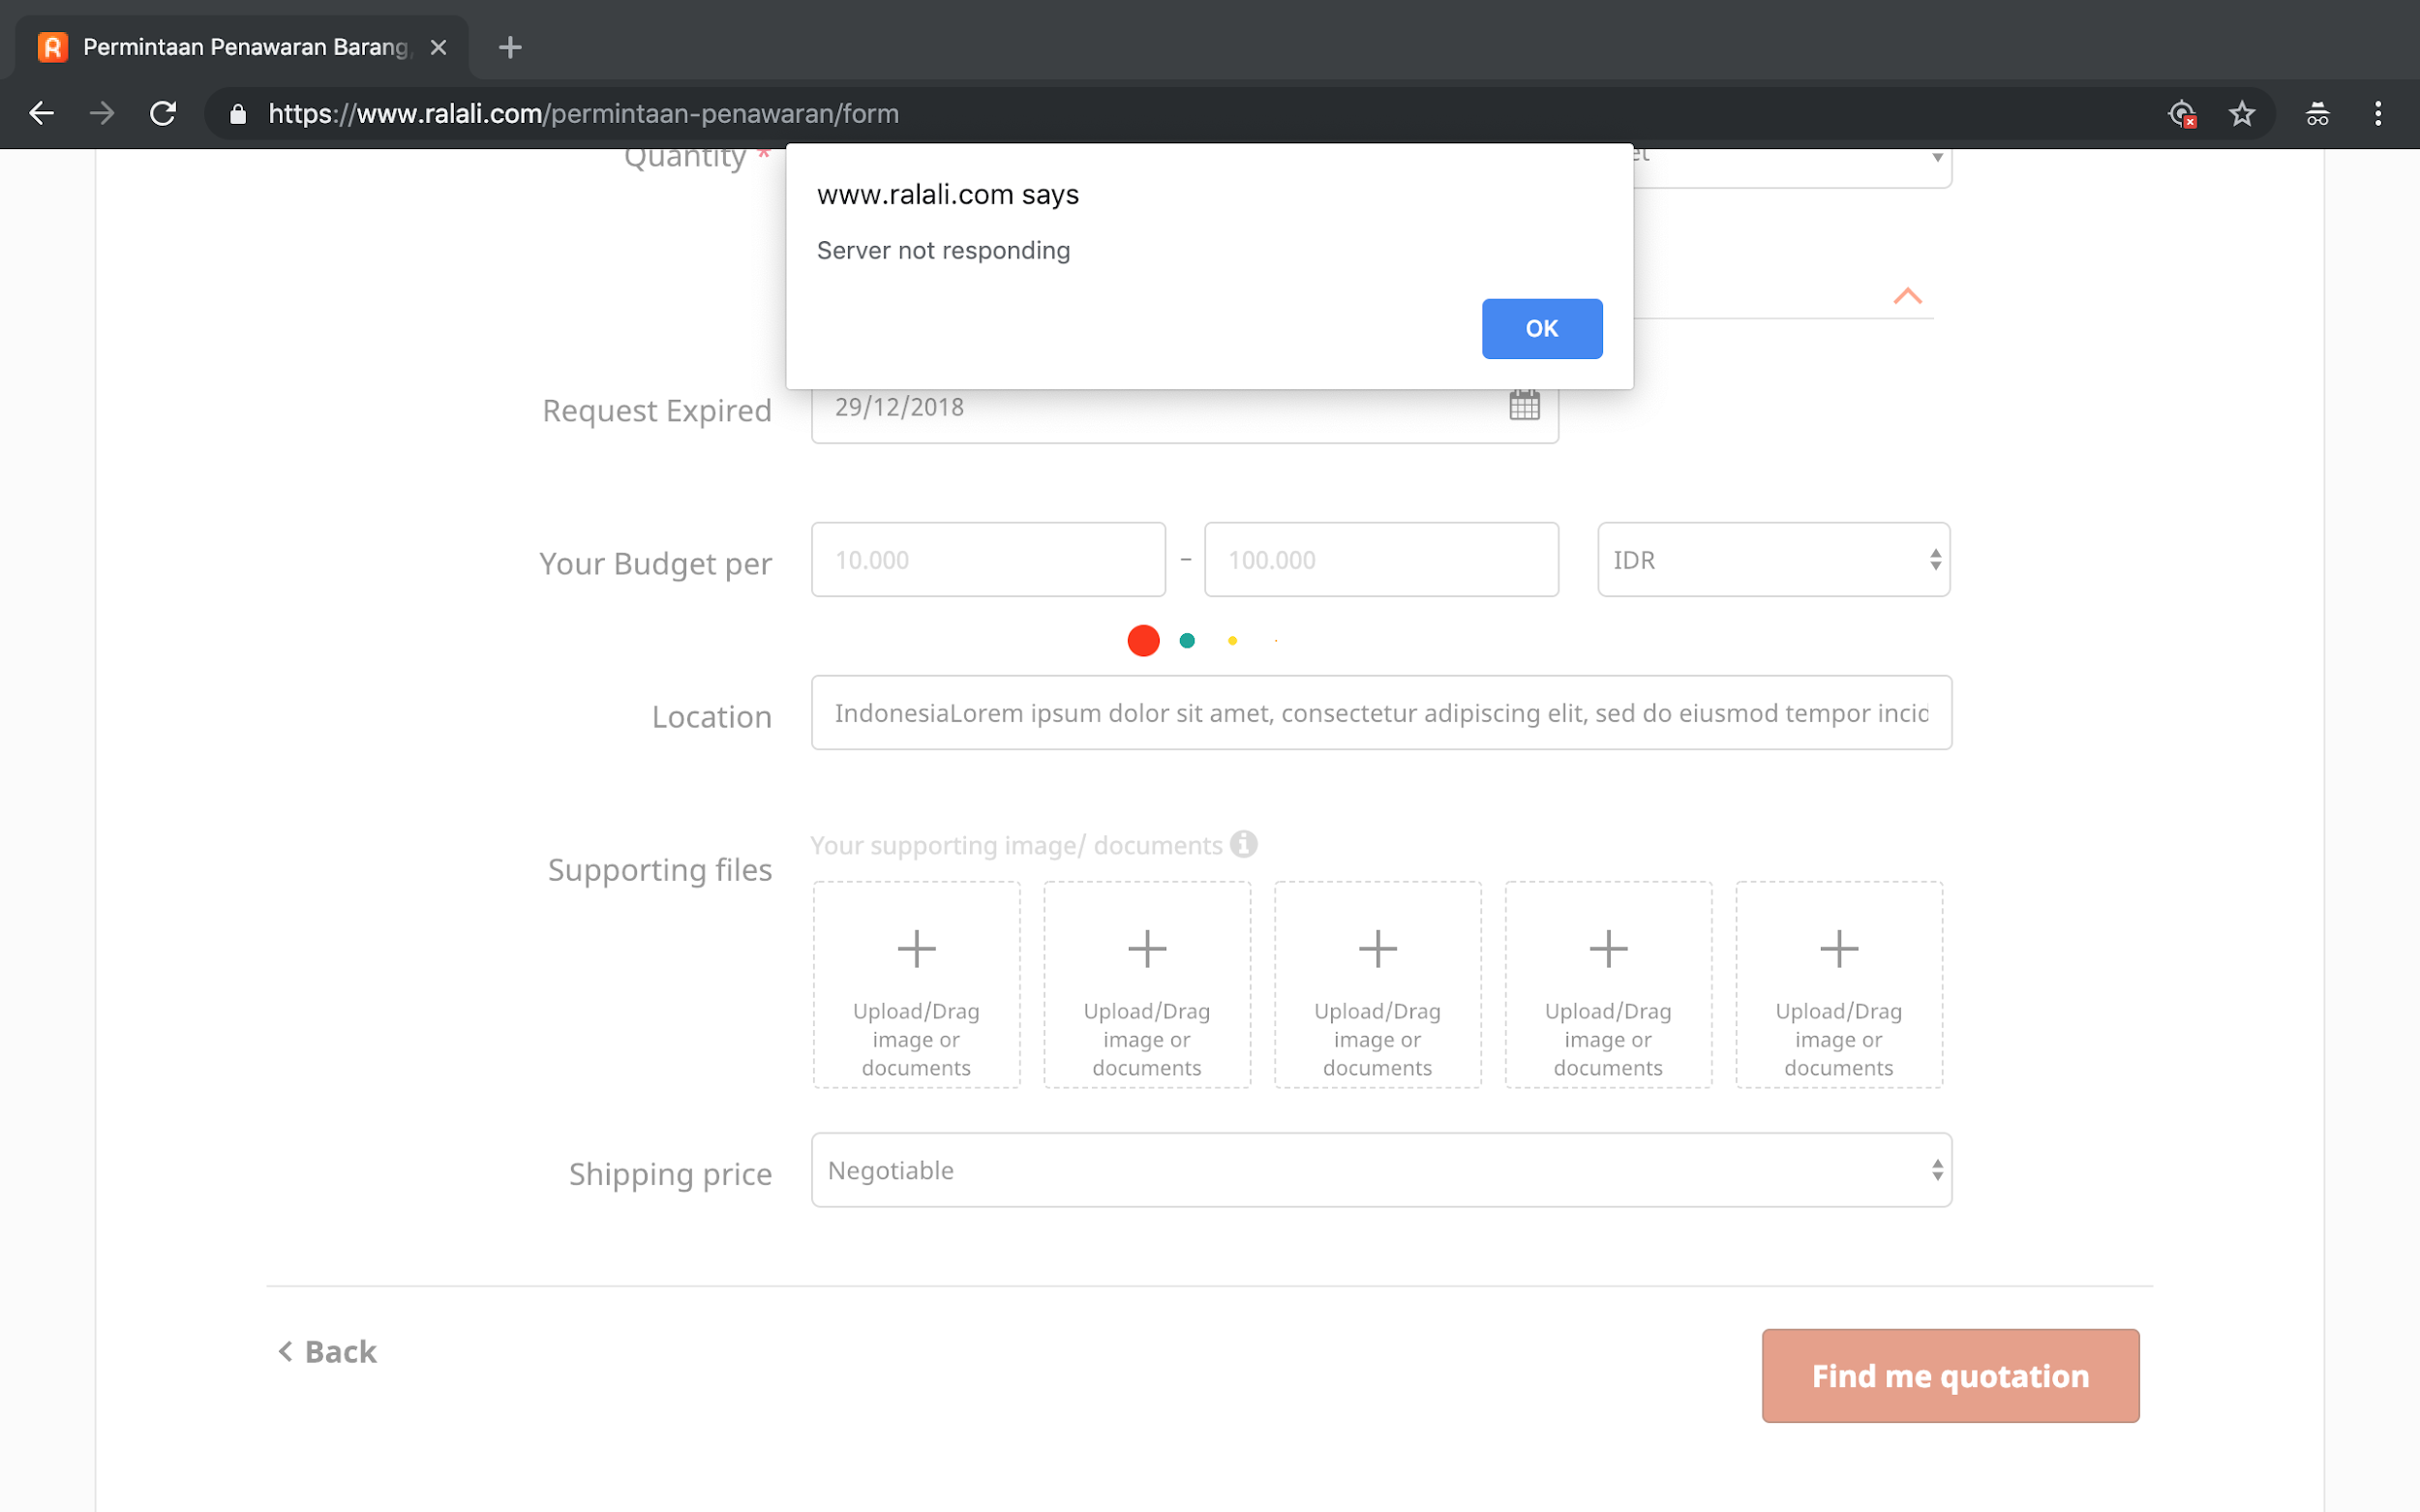 Permintaan Penawaran Barang,
https://www.ralali.com/permintaan-penawaran/form
Quantity *
www.ralali.com says
Server not responding
OK
Request Expired
29/12/2018
Your Budget per
10.000
–
100.000
IDR
Location
IndonesiaLorem ipsum dolor sit amet, consectetur adipiscing elit, sed do eiusmod tempor incid
Supporting files
Your supporting image/ documents
Upload/Drag
image or
documents
Upload/Drag
image or
documents
Upload/Drag
image or
documents
Upload/Drag
image or
documents
Upload/Drag
image or
documents
Shipping price
Negotiable
< Back
Find me quotation